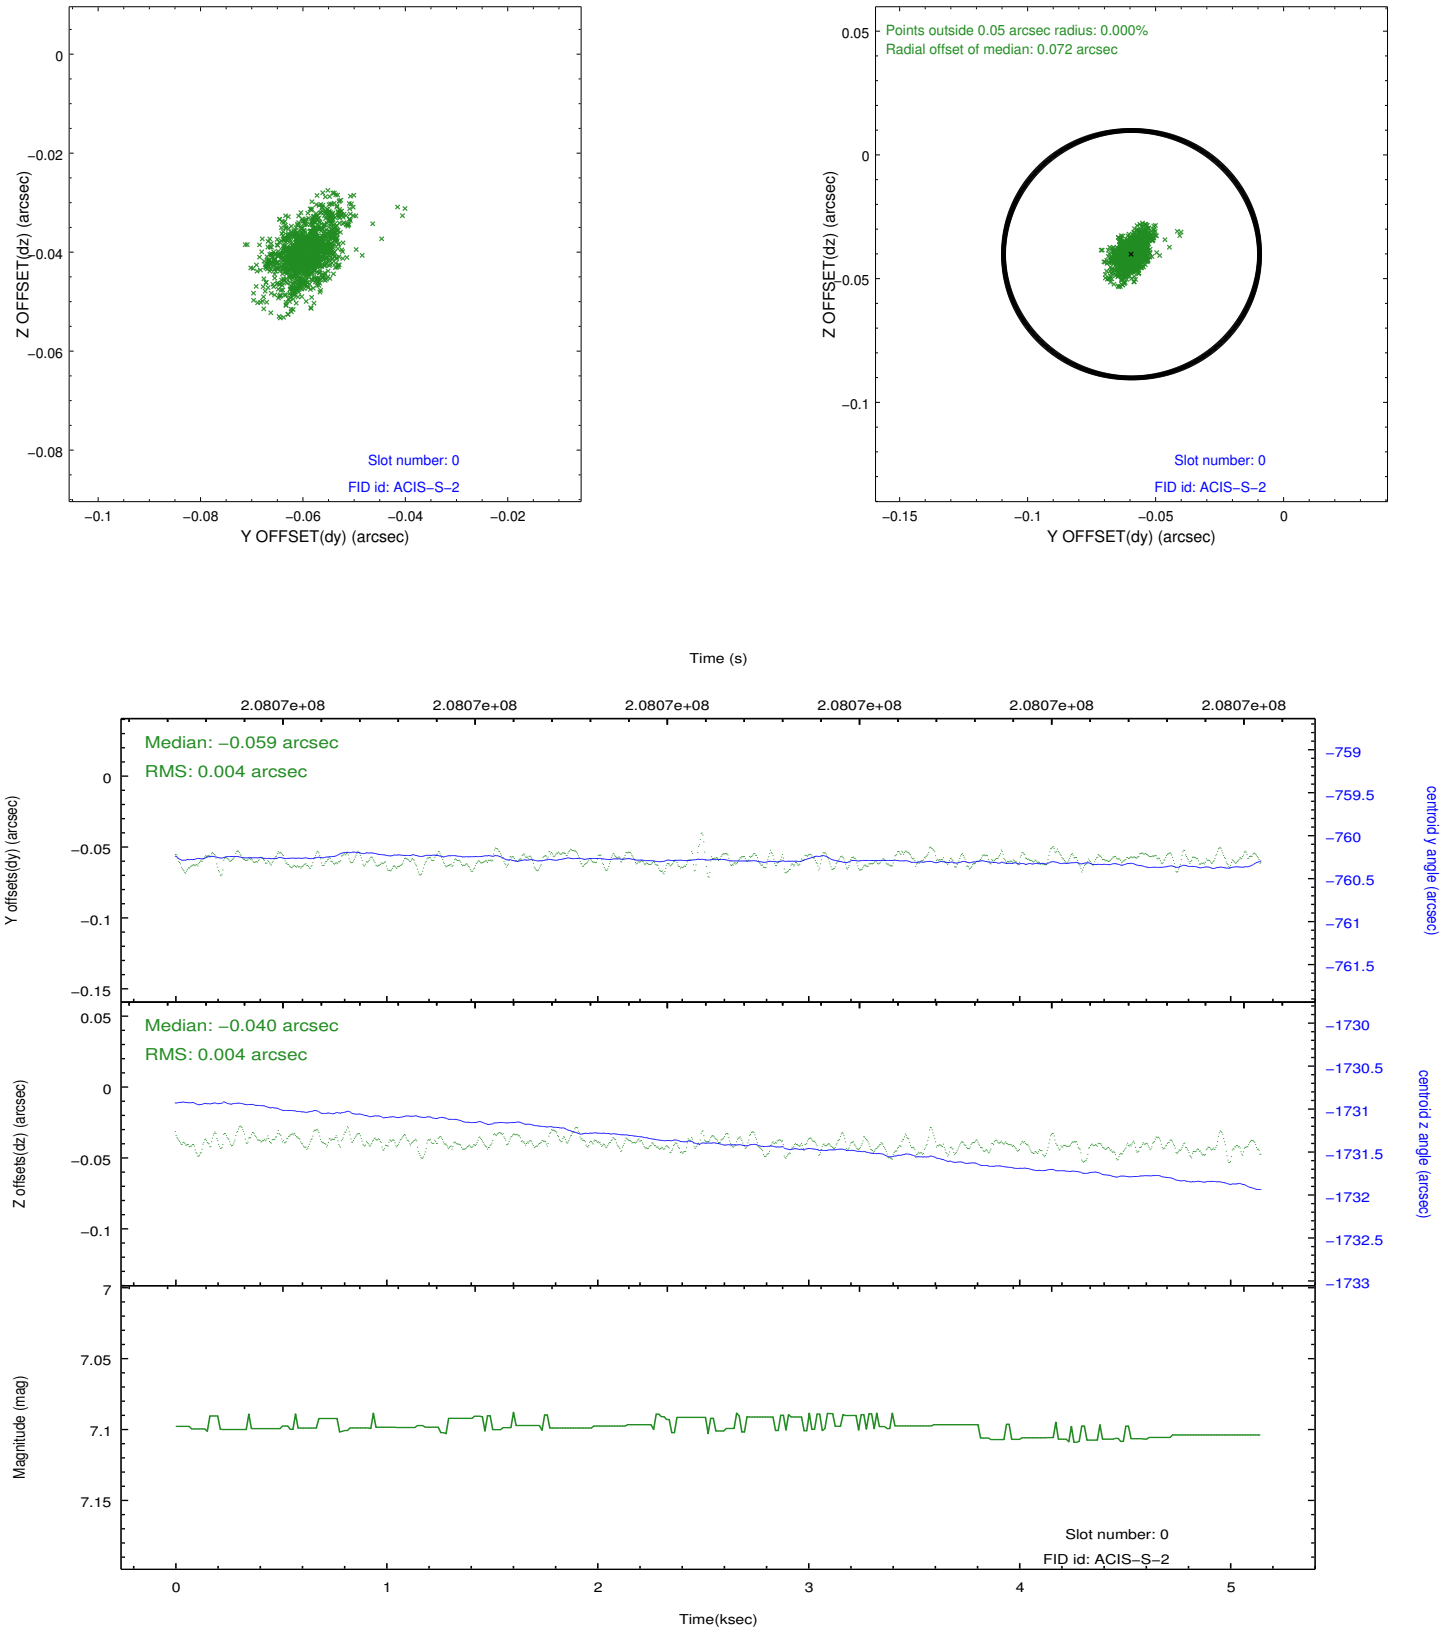 0
−0.02
−0.04
−0.06
−0.08
Z OFFSET(dz) (arcsec)
Slot number: 0
FID id: ACIS−S−2
−0.1
−0.08
−0.06
−0.04
−0.02
Y OFFSET(dy) (arcsec)
Points outside 0.05 arcsec radius: 0.000%
Radial offset of median: 0.072 arcsec
0.05
0
−0.05
−0.1
Z OFFSET(dz) (arcsec)
Slot number: 0
FID id: ACIS−S−2
−0.15
−0.1
−0.05
0
Y OFFSET(dy) (arcsec)
Time (s)
2.0807e+08
2.0807e+08
2.0807e+08
2.0807e+08
2.0807e+08
2.0807e+08
Median: −0.059 arcsec
RMS: 0.004 arcsec
0
−0.05
−0.1
−0.15
Y offsets(dy) (arcsec)
−759
−759.5
−760
−760.5
−761
−761.5
centroid y angle (arcsec)
Median: −0.040 arcsec
RMS: 0.004 arcsec
0.05
0
−0.05
−0.1
Z offsets(dz) (arcsec)
−1730
−1730.5
−1731
−1731.5
−1732
−1732.5
−1733
centroid z angle (arcsec)
7
7.05
7.1
7.15
Magnitude (mag)
Slot number: 0
FID id: ACIS−S−2
0
1
2
3
4
5
Time(ksec)